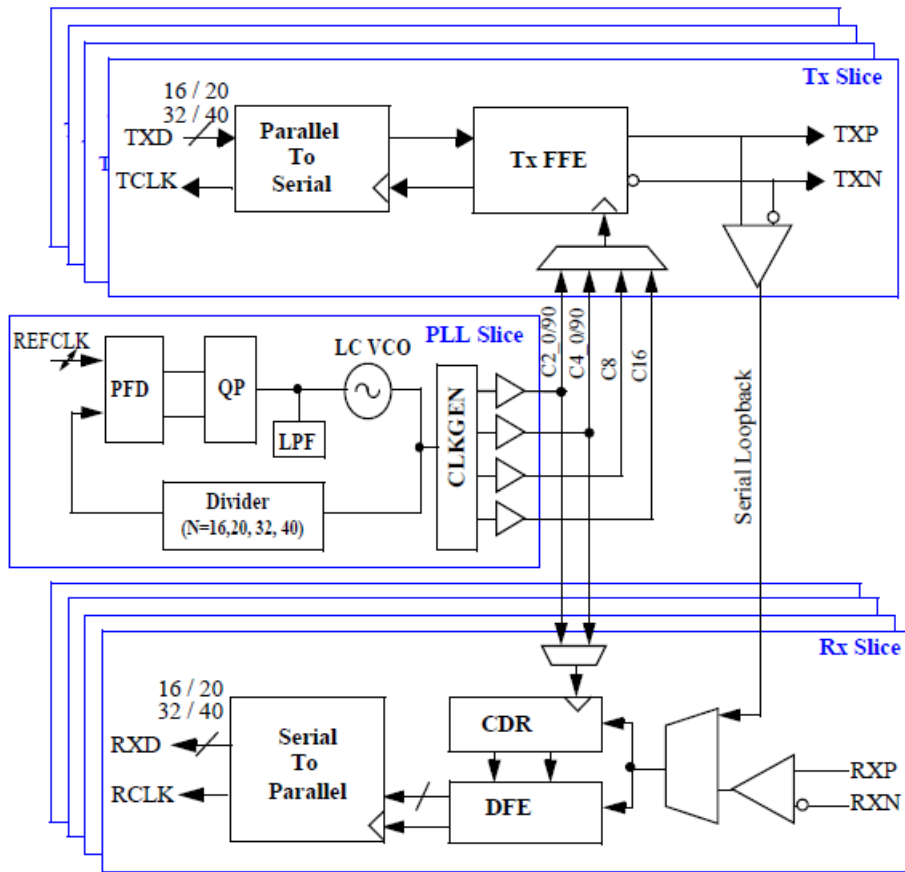 Tx Slice
16 / 20
32 / 40
TXD
TCLK
Parallel
To
Serial
Tx FFE
TXP
TXN
T
PLL Slice
REFCLK
PFD
QP
LPF
LC VCO
Divider
(N=16,20, 32, 40)
CLKGEN
C2_0/90
C4_0/90
C8
C16
Serial Loopback
Rx Slice
16 / 20
32 / 40
RXD
RCLK
Serial
To
Parallel
CDR
DFE
RXP
RXN